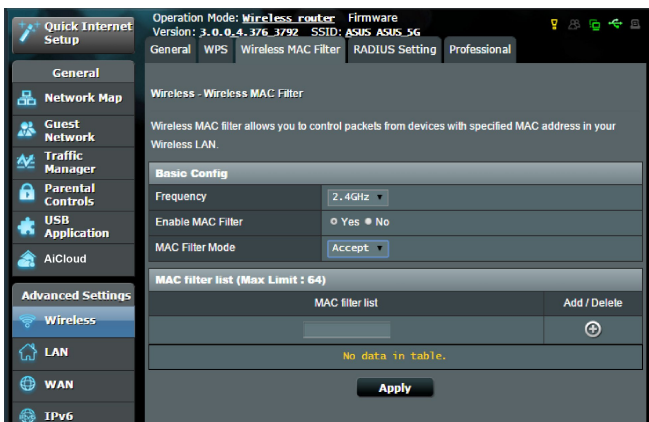 Quick Internet
Setup
Operation Mode: Wireless router Firmware
Version: 3.0.0.4.376_3792 SSID: ASUS ASUS_5G
General WPS Wireless MAC Filter RADIUS Setting Professional
General
Network Map
Guest
Network
Traffic
Manager
Parental
Controls
USB
Application
AiCloud
Advanced Settings
Wireless
LAN
WAN
IPv6
Wireless - Wireless MAC Filter
Wireless MAC filter allows you to control packets from devices with specified MAC address in your
Wireless LAN.
Basic Config
Frequency 2.4GHz
Enable MAC Filter Yes No
MAC Filter Mode Accept
MAC filter list (Max Limit : 64)
MAC filter list Add / Delete
No data in table.
Apply